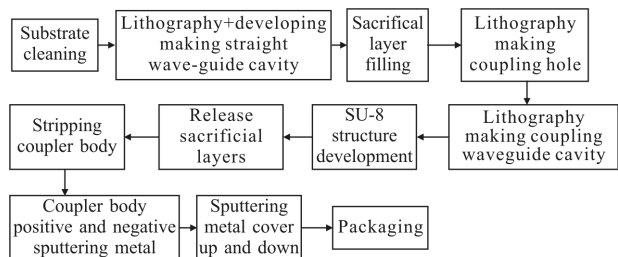 Substrate
cleaning
Lithography+developing
making straight
wave-guide cavity
Sacrifical
layer
filling
Lithography
making
coupling hole
Stripping
coupler body
Release
sacrificial
layers
SU-8
structure
development
Lithography
making coupling
waveguide cavity
Coupler body
positive and negative
sputtering metal
Sputtering
metal cover
up and down
Packaging